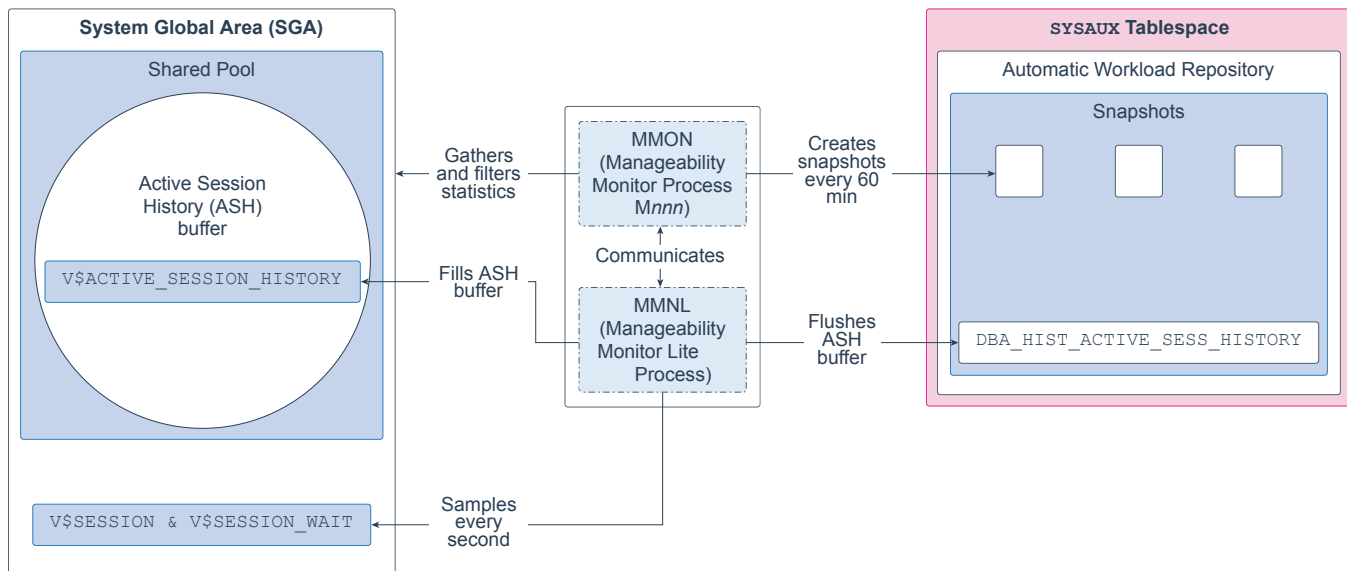 System Global Area (SGA)
Shared Pool
Active Session
History (ASH)
buffer
V$ACTIVE_SESSION_HISTORY
V$SESSION & V$SESSION_WAIT
Gathers
and filters
statistics
Fills ASH
buffer
Samples
every
second
MMON
(Manageability
Monitor Process
Mnnn)
Communicates
MMNL
(Manageability
Monitor Lite
Process)
Creates
snapshots
every 60
min
Flushes
ASH
buffer
SYSAUX Tablespace
Automatic Workload Repository
Snapshots
DBA_HIST_ACTIVE_SESS_HISTORY